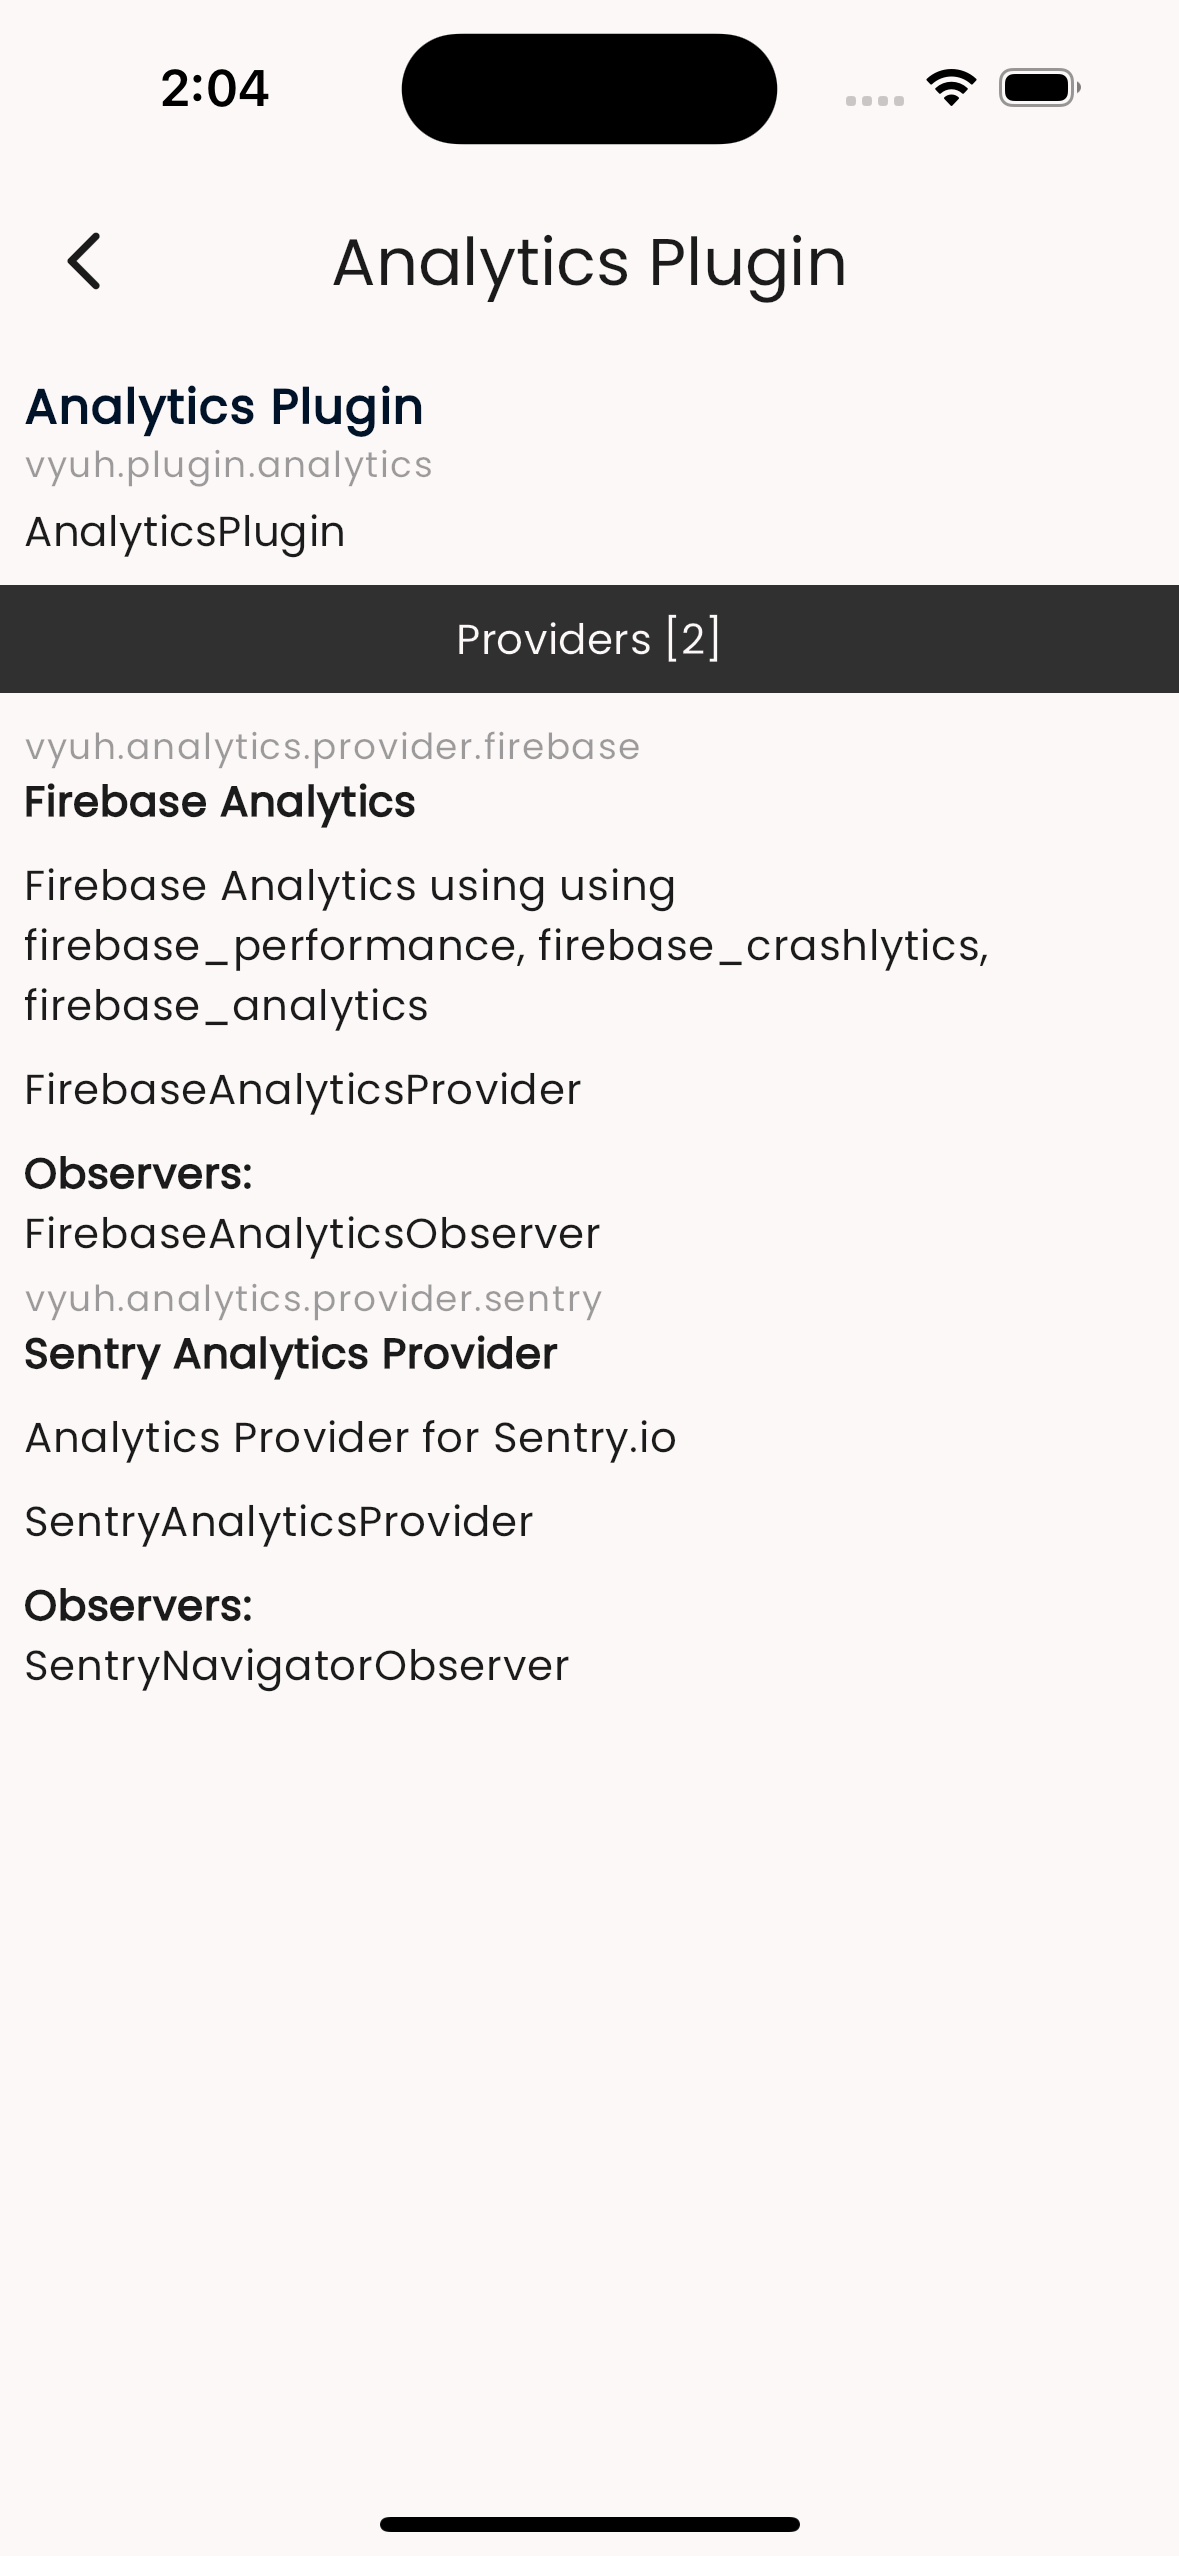 2:04
Analytics Plugin
Analytics Plugin
vyuh.plugin.analytics
AnalyticsPlugin
Providers [2]
vyuh.analytics.provider.firebase
Firebase Analytics
Firebase Analytics using using
firebase_performance, firebase_crashlytics,
firebase_analytics
FirebaseAnalyticsProvider
Observers:
FirebaseAnalyticsObserver
vyuh.analytics.provider.sentry
Sentry Analytics Provider
Analytics Provider for Sentry.io
SentryAnalyticsProvider
Observers:
SentryNavigatorObserver